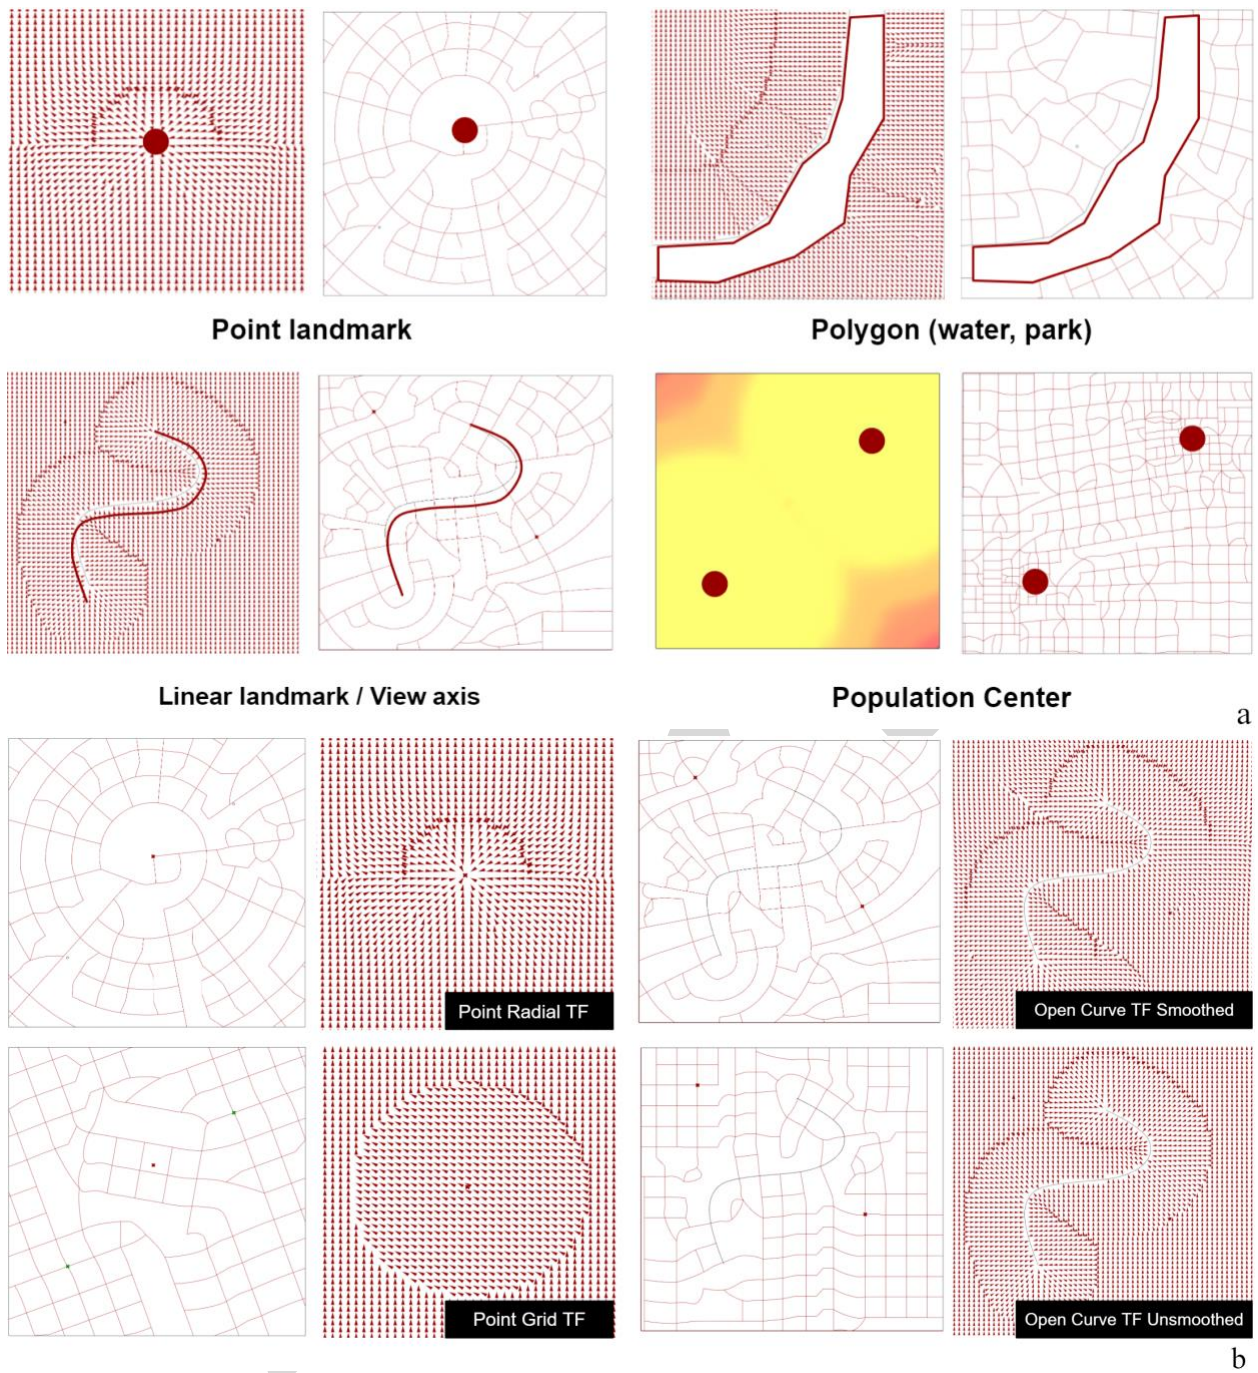 Point landmark
Polygon (water, park)
Linear landmark / View axis
Population Center
a
Point Radial TF
Open Curve TF Smoothed
Point Grid TF
Open Curve TF Unsmoothed
b